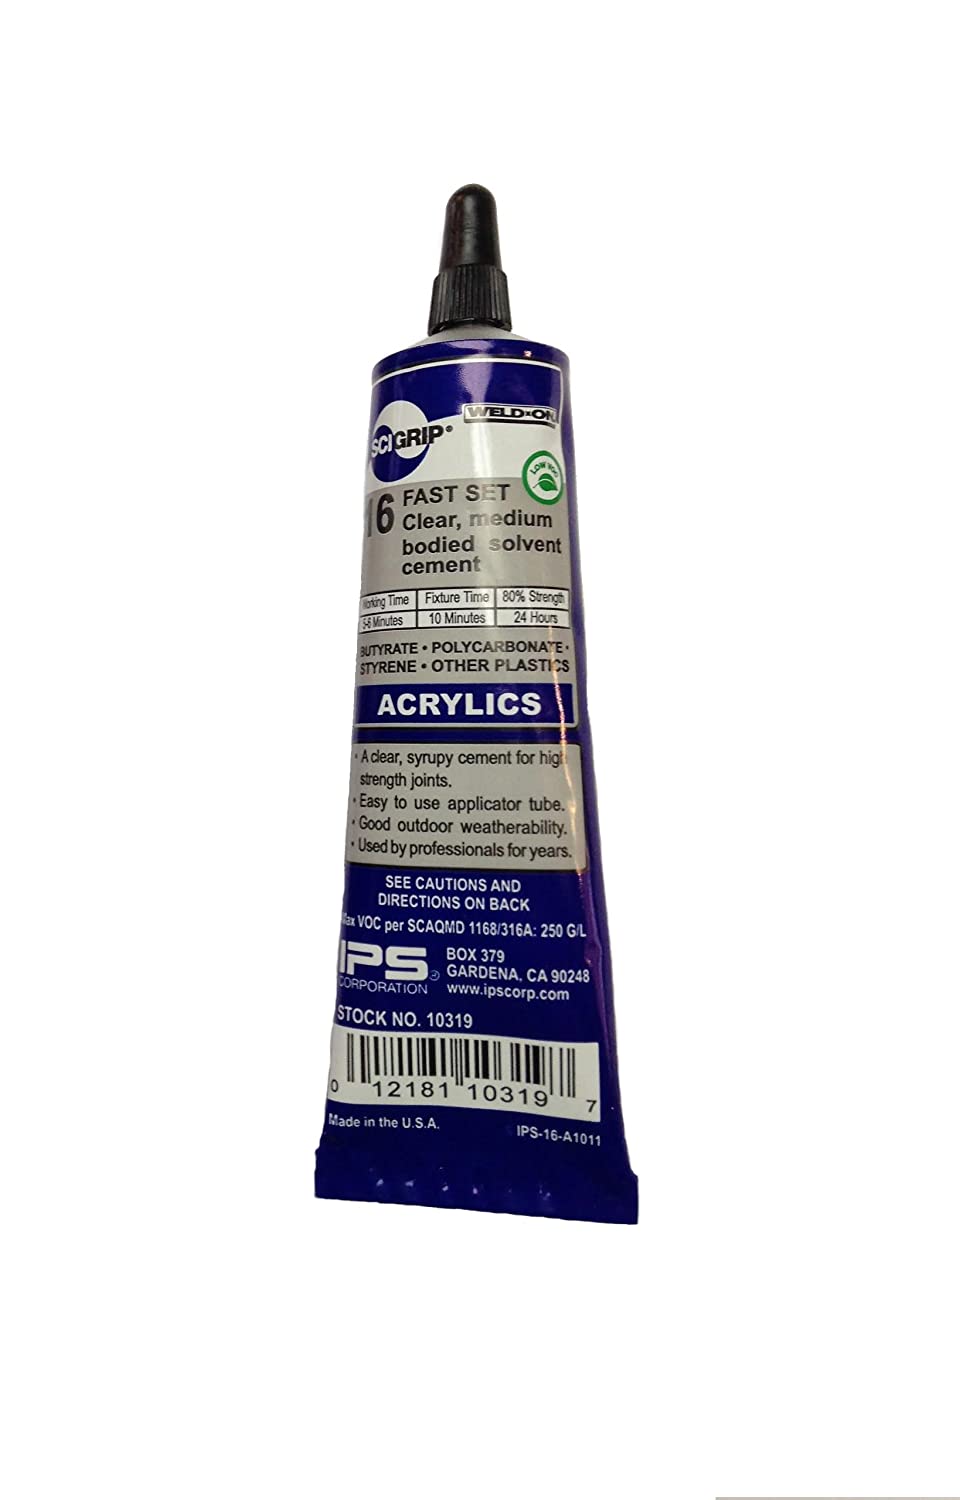 WELD-ON
SCIGRIP®
LOW VOC
16 FAST SET
Clear, medium
bodied solvent
cement
Working Time Fixture Time 80% Strength
5-6 Minutes 10 Minutes 24 Hours
BUTYRATE • POLYCARBONATE •
STYRENE • OTHER PLASTICS
ACRYLICS
• A clear, syrupy cement for high
strength joints.
• Easy to use applicator tube.
• Good outdoor weatherability.
• Used by professionals for years.
SEE CAUTIONS AND
DIRECTIONS ON BACK
Max VOC per SCAQMD 1168/316A: 250 G/L
IPS
CORPORATION
BOX 379
GARDENA, CA 90248
www.ipscorp.com
STOCK NO. 10319
0 12181 10319 7
Made in the U.S.A. IPS-16-A1011